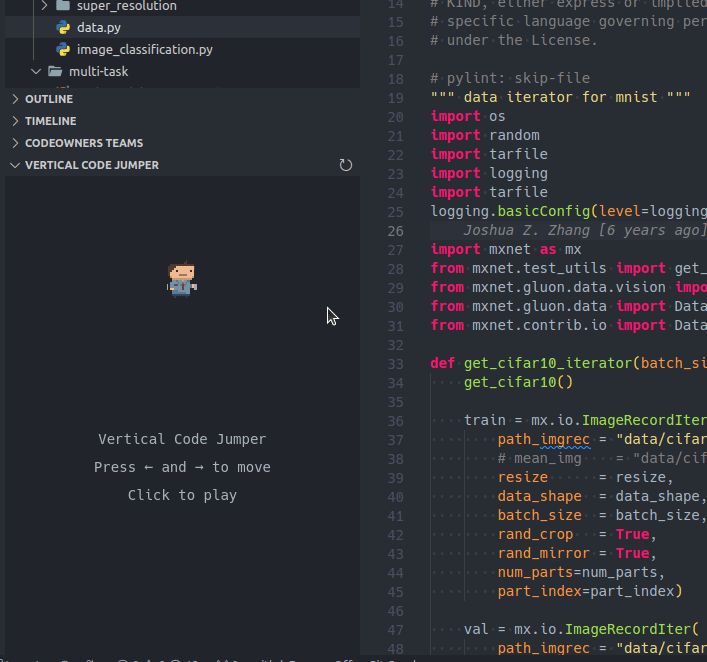 super_resolution
data.py
image_classification.py
multi-task
OUTLINE
TIMELINE
CODEOWNERS TEAMS
VERTICAL CODE JUMPER
Vertical Code Jumper
Press ← and → to move
Click to play
14 # KIND, either express or implied
15 # specific language governing per
16 # under the License.
17
18 # pylint: skip-file
19 """ data iterator for mnist """
20 import os
21 import random
22 import tarfile
23 import logging
24 import tarfile
25 logging.basicConfig(level=logging
26 Joshua Z. Zhang [6 years ago]
27 import mxnet as mx
28 from mxnet.test_utils import get_
29 from mxnet.gluon.data.vision impo
30 from mxnet.gluon.data import Data
31 from mxnet.contrib.io import Data
32
33 def get_cifar10_iterator(batch_si
34 get_cifar10()
35
36 train = mx.io.ImageRecordIter
37 path_imgrec = "data/cifar
38 # mean_img = "data/cif
39 resize = resize,
40 data_shape = data_shape,
41 batch_size = batch_size,
42 rand_crop = True,
43 rand_mirror = True,
44 num_parts=num_parts,
45 part_index=part_index)
46
47 val = mx.io.ImageRecordIter(
48 path_imgrec = "data/cifar